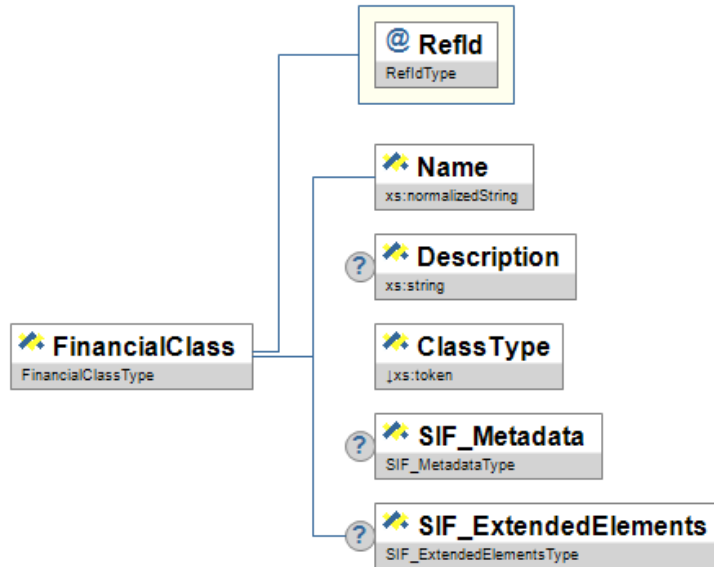 @ RefId
RefIdType
Name
xs:normalizedString
? Description
xs:string
FinancialClass
FinancialClassType
ClassType
↓xs:token
? SIF_Metadata
SIF_MetadataType
? SIF_ExtendedElements
SIF_ExtendedElementsType